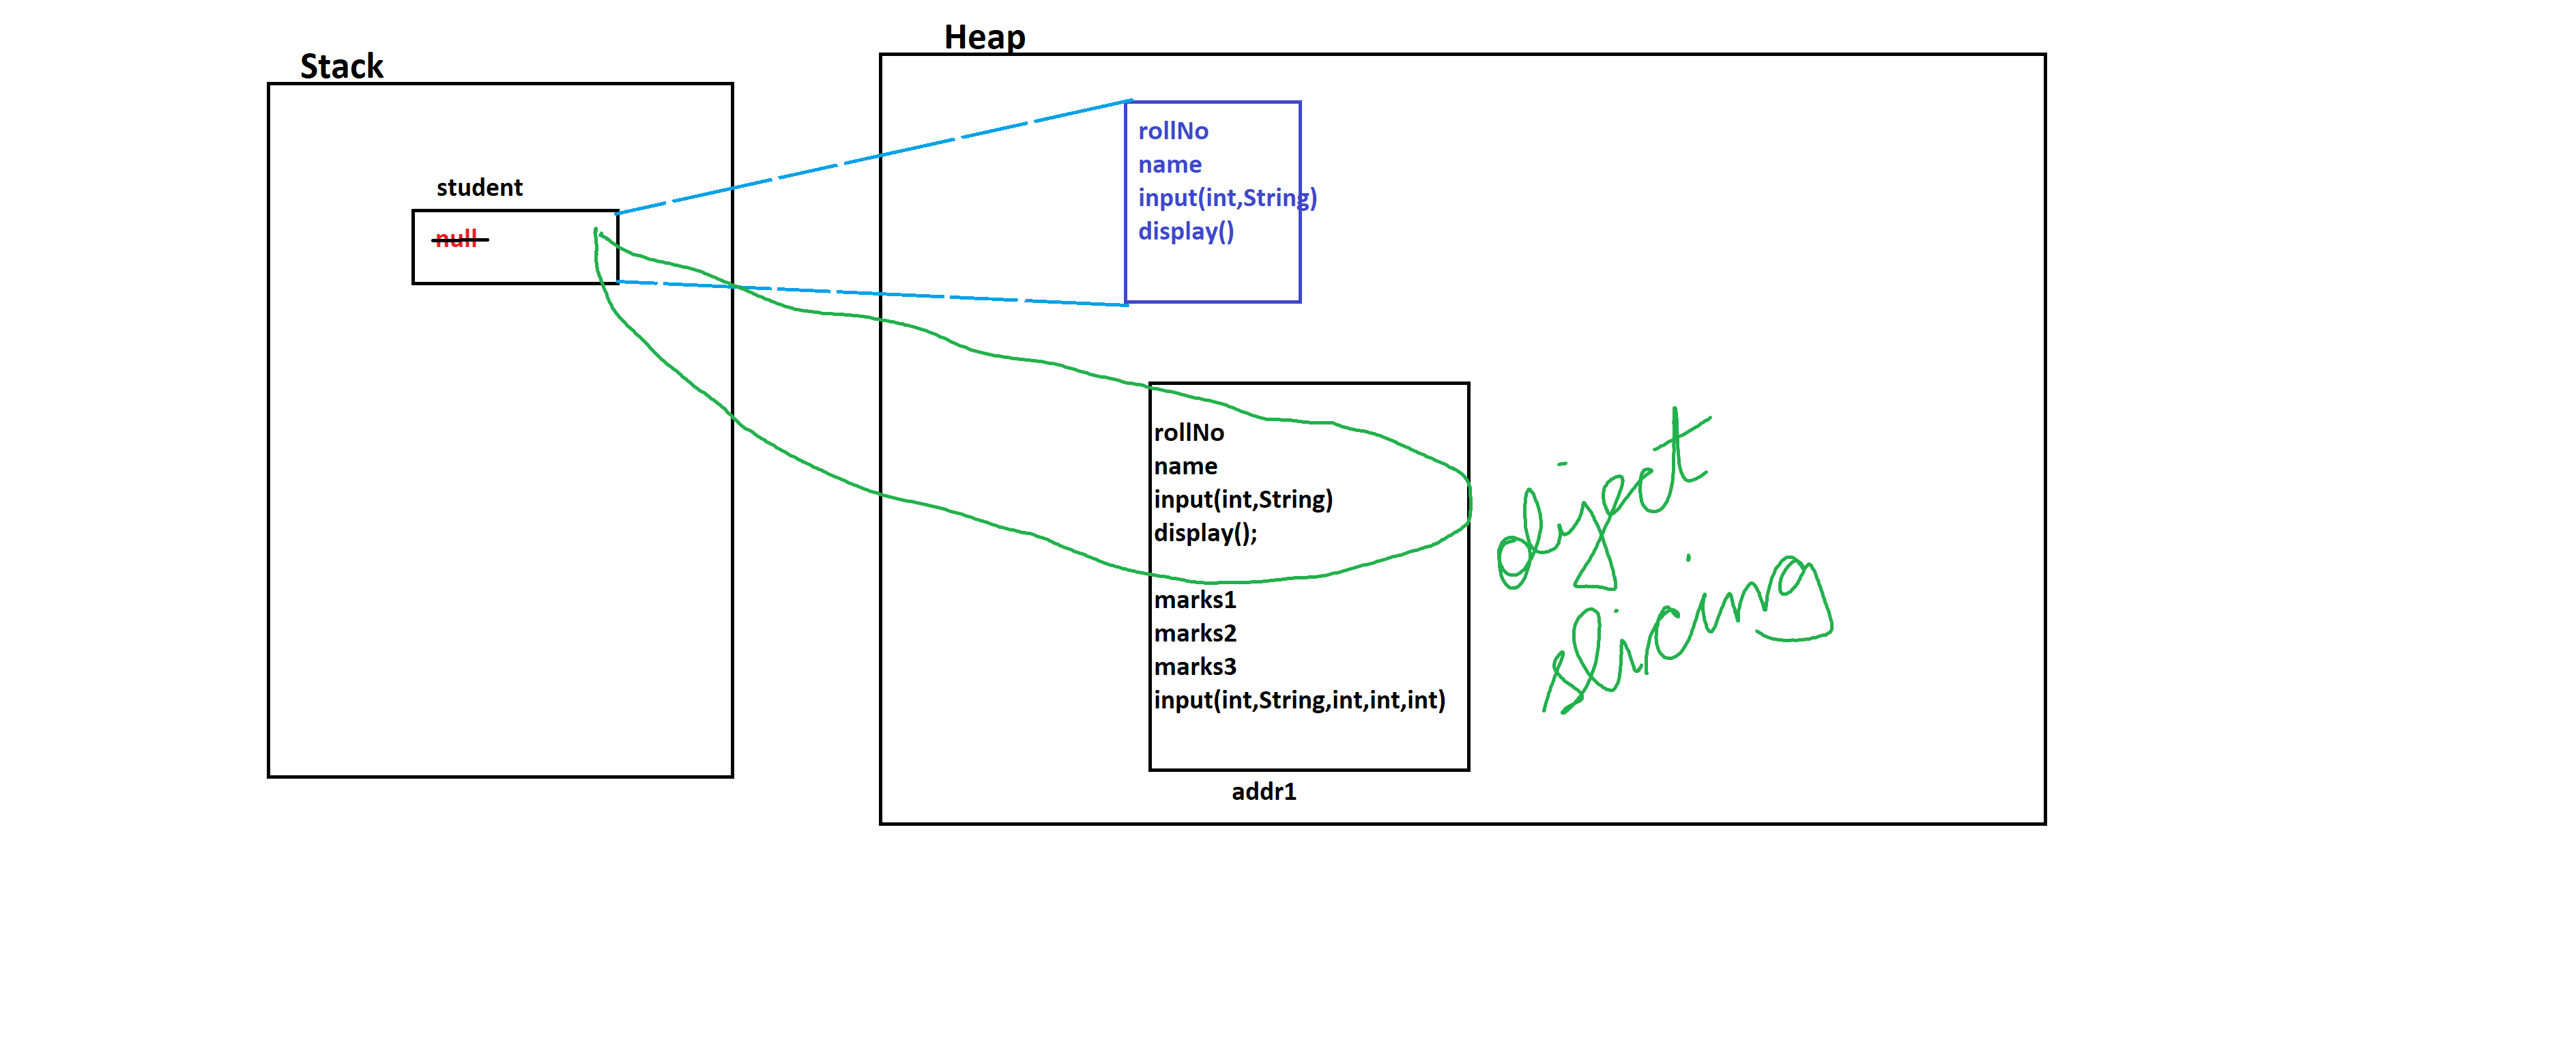 Stack
Heap
student
null
rollNo
name
input(int,String)
display()
rollNo
name
input(int,String)
display();
marks1
marks2
marks3
input(int,String,int,int,int)
addr1
object
slicing